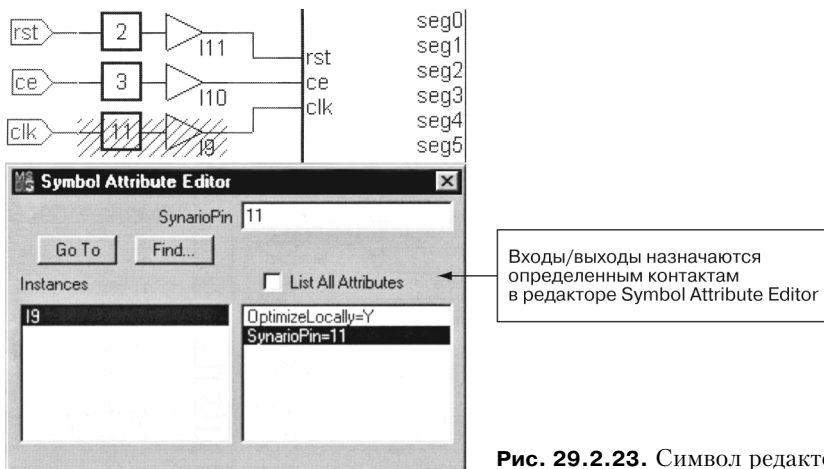 rst 2 I11 rst seg0
seg1
ce 3 I10 ce seg2
clk seg3
clk 11 I9 seg4
seg5
Symbol Attribute Editor
SynarioPin 11
Go To Find...
Instances List All Attributes
I9 OptimizeLocally=Y
SynarioPin=11
Входы/выходы назначаются
определенным контактам
в редакторе Symbol Attribute Editor
Рис. 29.2.23. Символ редакт